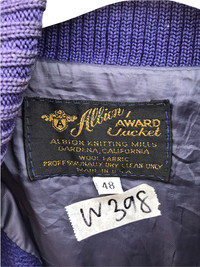 Albion
AWARD
Jacket
ALBION KNITTING MILLS
GARDENA, CALIFORNIA
WOOL FABRIC
PROFESSIONALLY DRY CLEAN ONLY
MADE IN U.S.A.
48
W398